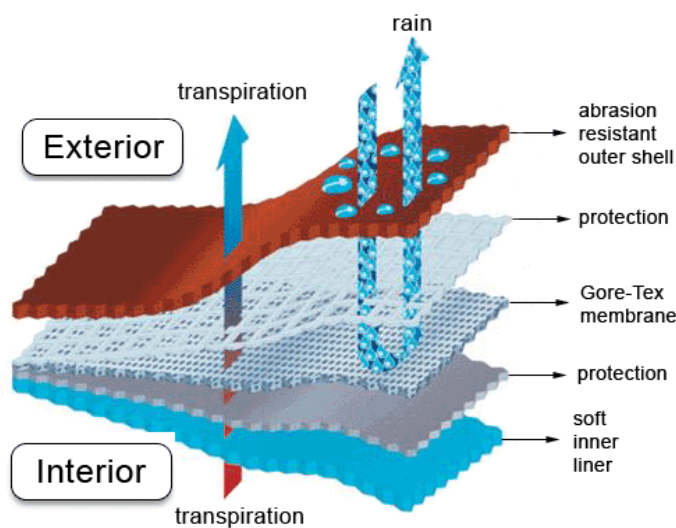 rain
transpiration
Exterior
abrasion
resistant
outer shell
protection
Gore-Tex
membrane
protection
soft
inner
liner
Interior
transpiration